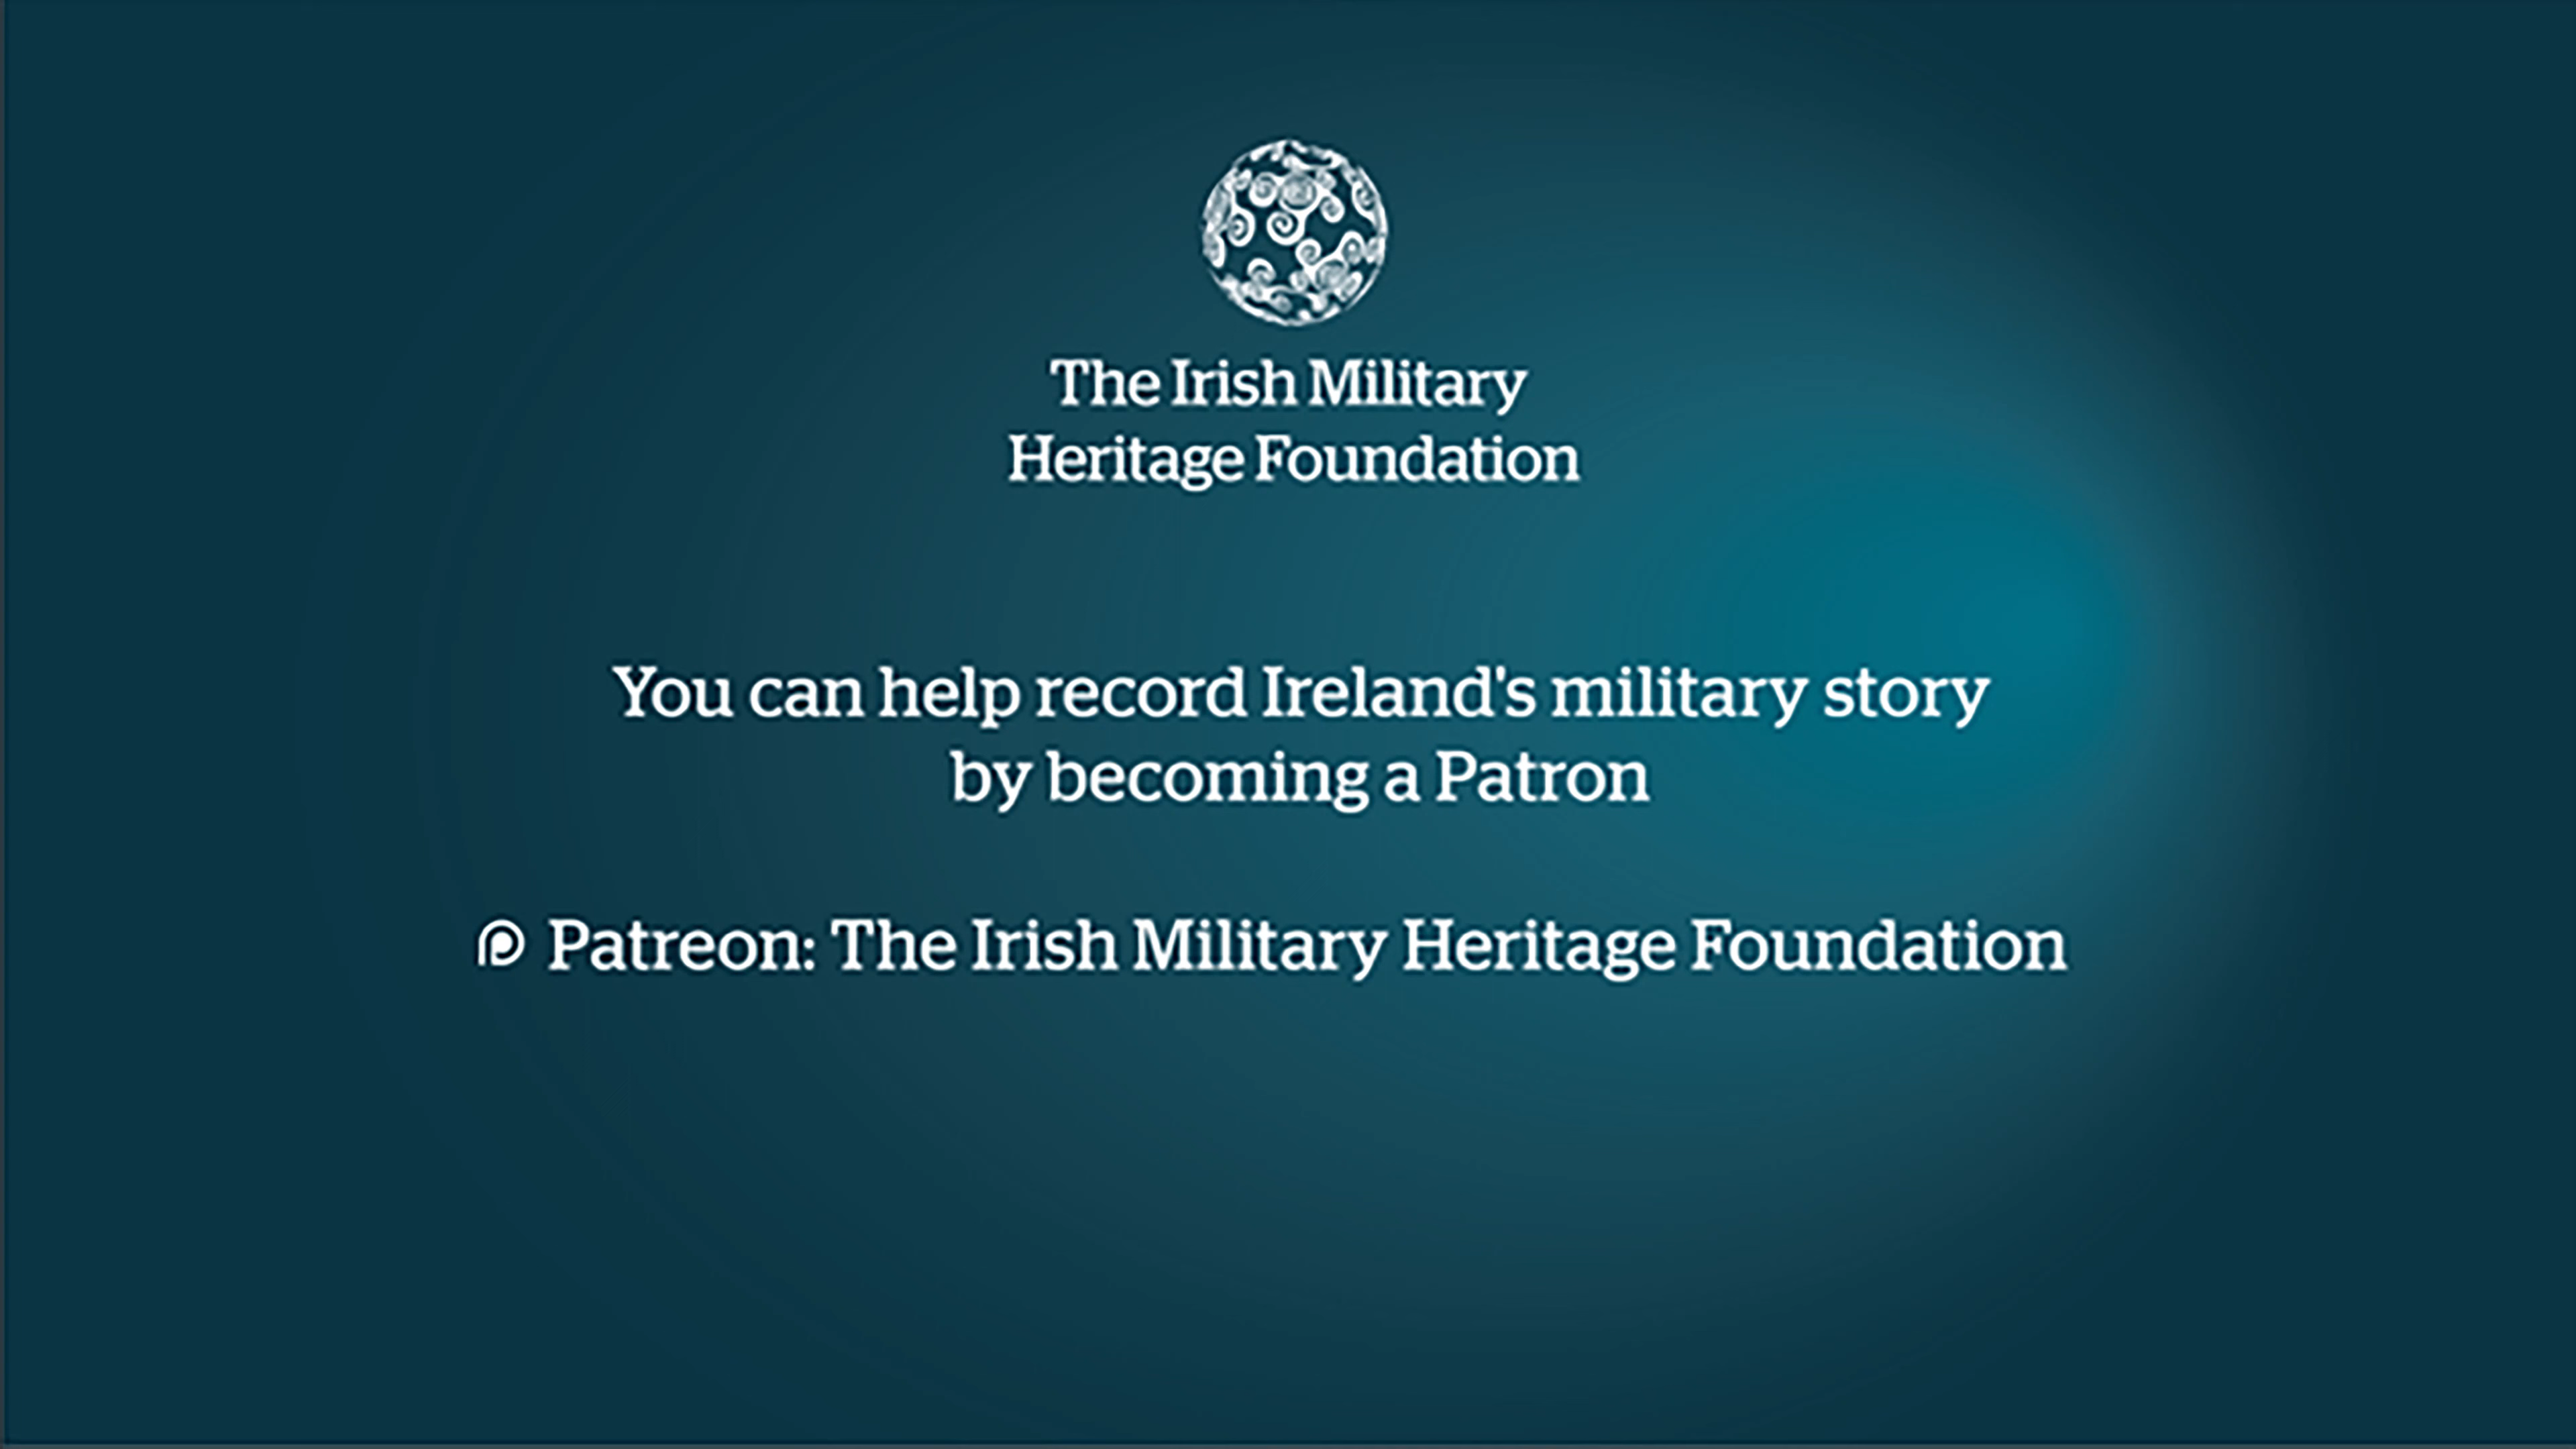 The Irish Military
Heritage Foundation
You can help record Ireland's military story
by becoming a Patron
Patreon: The Irish Military Heritage Foundation